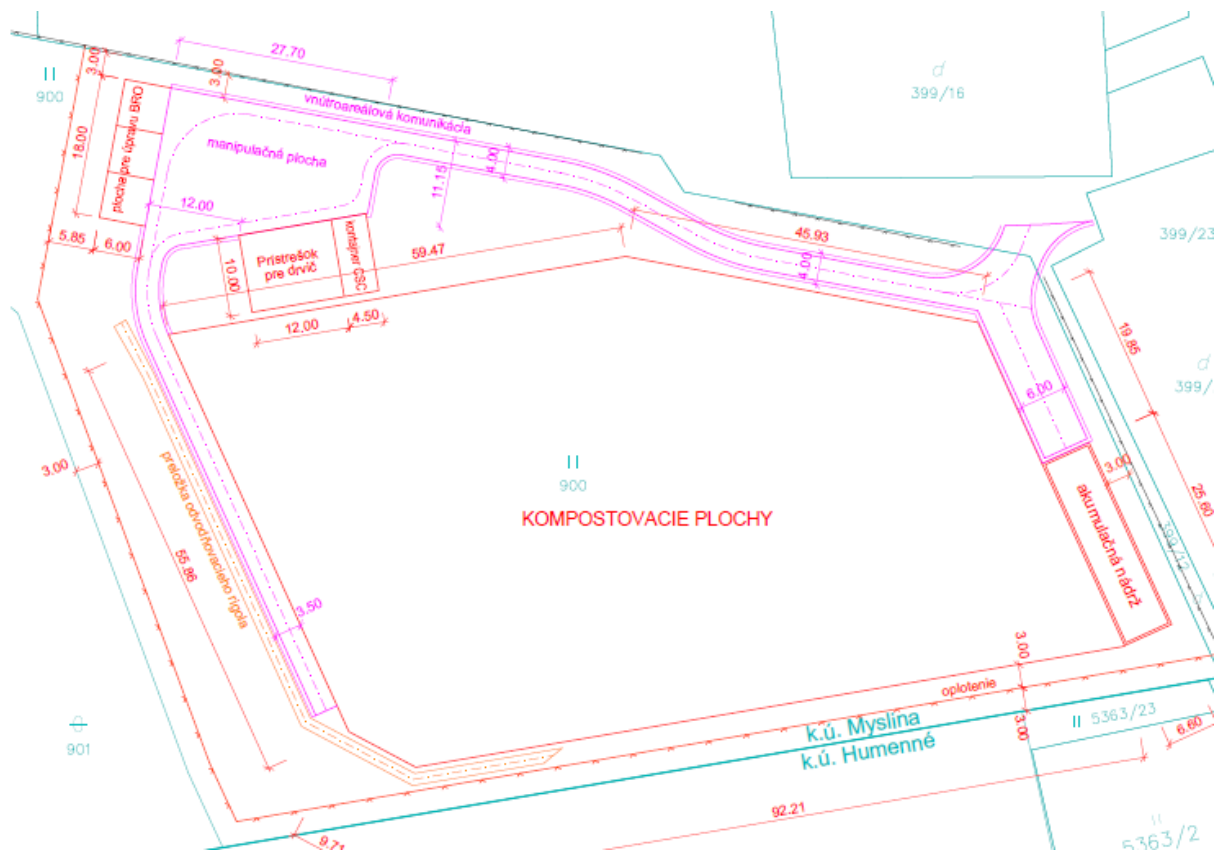 27.70
3.00
3.00
II
900
plocha pre úpravu BRO
18.00
vnútroareálová komunikácia
manipulačná plocha
4.00
11.15
12.00
5.85
6.00
Prístrešok
pre drvič
kontajner ČSC
10.00
59.47
12.00
4.50
45.93
4.00
d
399/16
399/23
19.85
d
399/
6.00
3.00
25.60
akumulačná nádrž
399/12
II
900
KOMPOSTOVACIE PLOCHY
preložka odvodňovacieho rigola
3.00
55.86
3.50
901
3.00
oplotenie
k.ú. Myslina
k.ú. Humenné
3.00
II 5363/23
6.60
92.21
9.71
II
5363/2